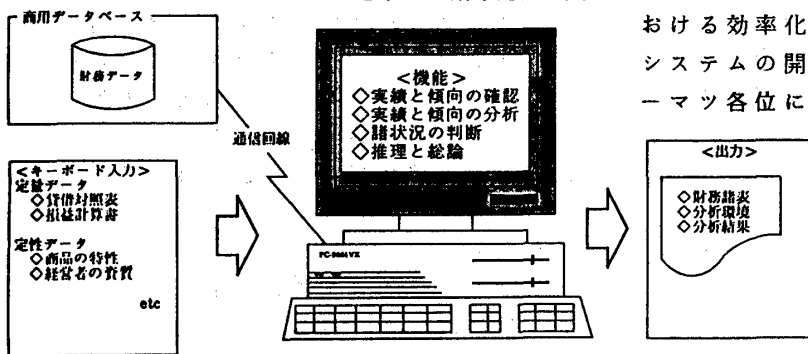 商用データベース
財務データ
通信回線
<キーボード入力>
定量データ
◇貸借対照表
◇損益計算書
定性データ
◇商品の特性
◇経営者の資質
etc
<機能>
◇実績と傾向の確認
◇実績と傾向の分析
◇諸状況の判断
◇推理と総論
<出力>
◇財務諸表
◇分析環境
◇分析結果
おける効率化
システムの開
ーマツ各位に